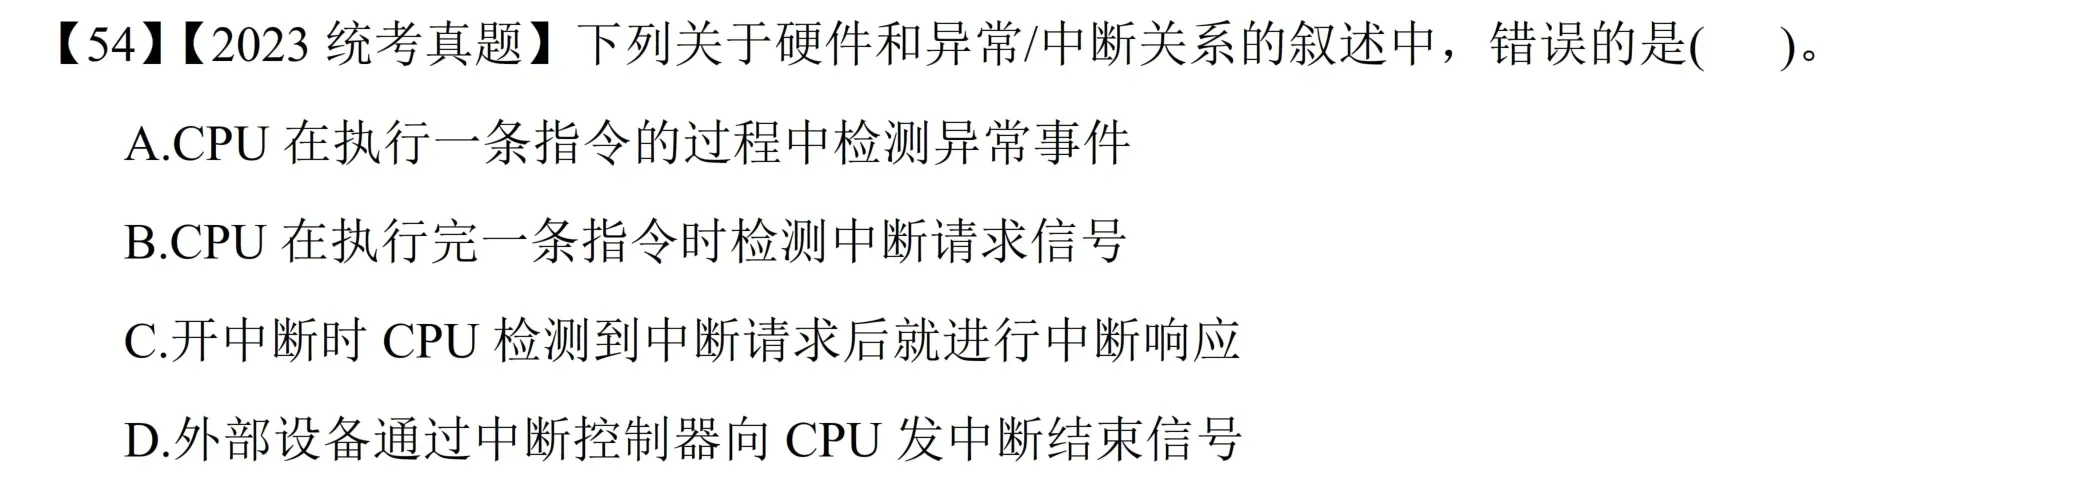 【54】【2023 统考真题】下列关于硬件和异常/中断关系的叙述中，错误的是(    )。
A.CPU 在执行一条指令的过程中检测异常事件
B.CPU 在执行完一条指令时检测中断请求信号
C.开中断时 CPU 检测到中断请求后就进行中断响应
D.外部设备通过中断控制器向 CPU 发中断结束信号